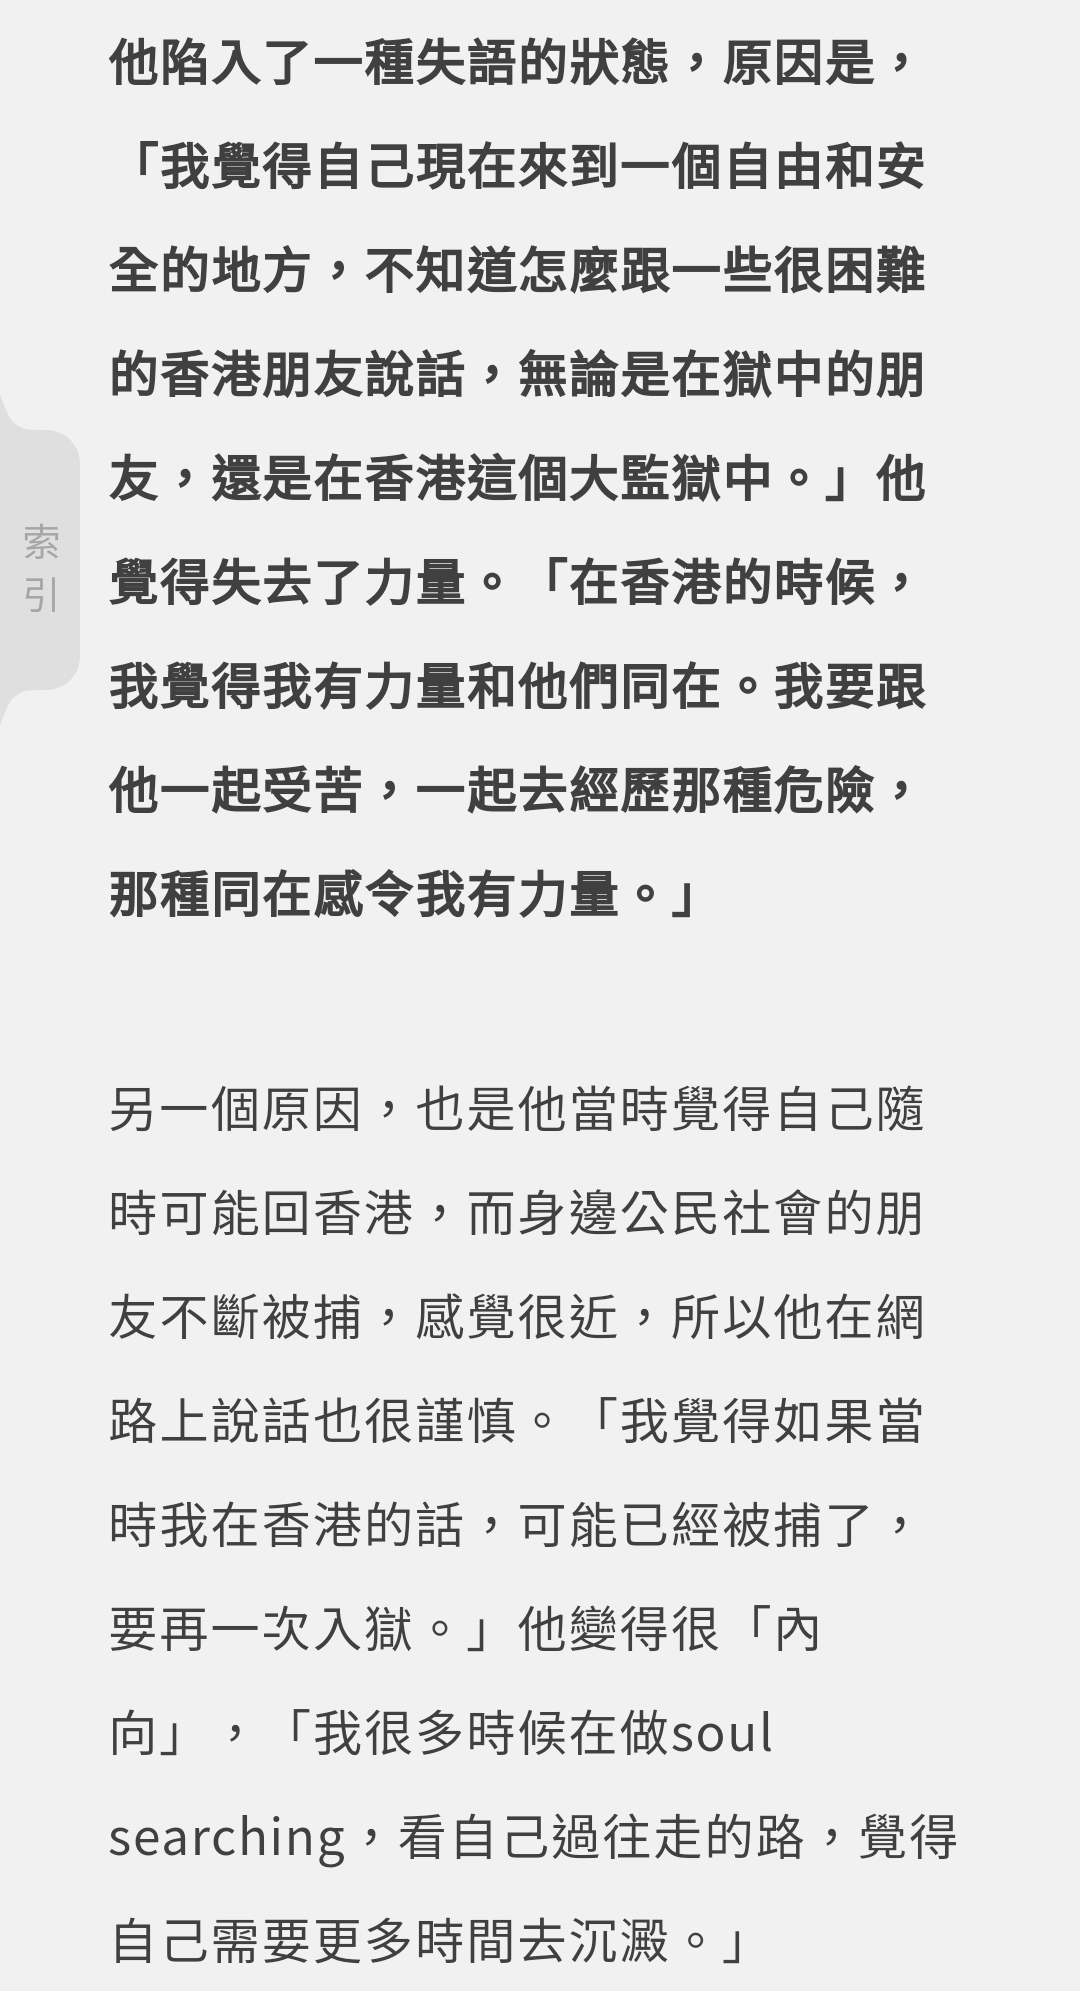 他陷入了一種失語的狀態，原因是，
「我覺得自己現在來到一個自由和安
全的地方，不知道怎麼跟一些很困難
的香港朋友說話，無論是在獄中的朋
友，還是在香港這個大監獄中。」他
覺得失去了力量。「在香港的時候，
我覺得我有力量和他們同在。我要跟
他一起受苦，一起去經歷那種危險，
那種同在感令我有力量。」
索
引
另一個原因，也是他當時覺得自己隨
時可能回香港，而身邊公民社會的朋
友不斷被捕，感覺很近，所以他在網
路上說話也很謹慎。「我覺得如果當
時我在香港的話，可能已經被捕了，
要再一次入獄。」他變得很「內
向」，「我很多時候在做soul
searching，看自己過往走的路，覺得
自己需要更多時間去沉澱。」